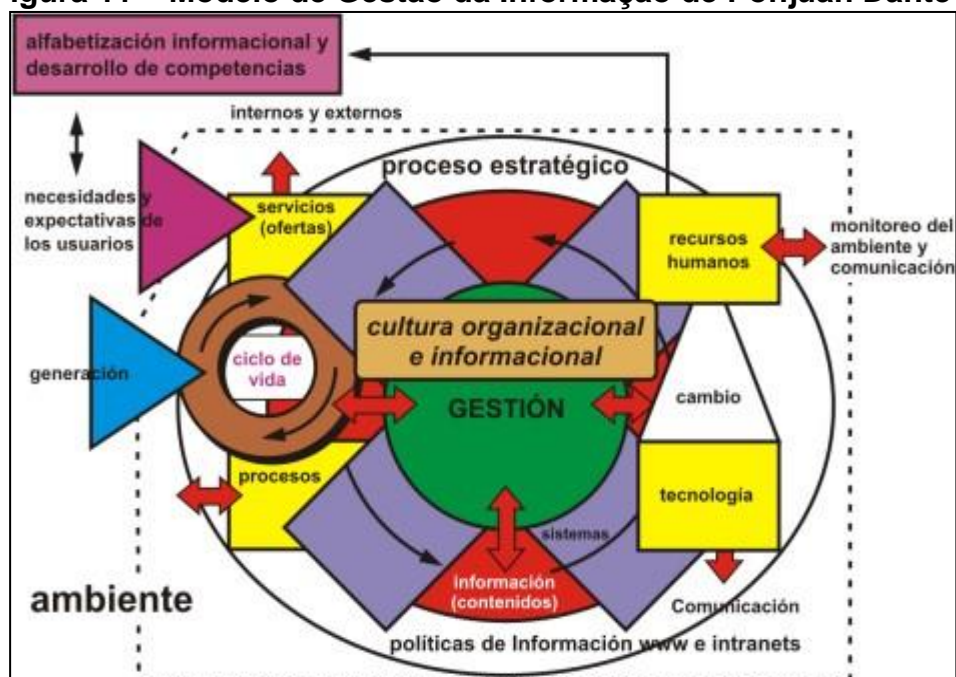 Modelo de Gestão da Informação de Ponjuán Dante
alfabetización informacional y
desarrollo de competencias
internos y externos
proceso estratégico
necesidades y
expectativas de
los usuarios
servicios
(ofertas)
recursos
humanos
monitoreo del
ambiente y
comunicación
cultura organizacional
e informacional
generación
ciclo de
vida
GESTIÓN
cambio
procesos
tecnología
sistemas
información
(contenidos)
ambiente
Comunicación
políticas de Información www e intranets